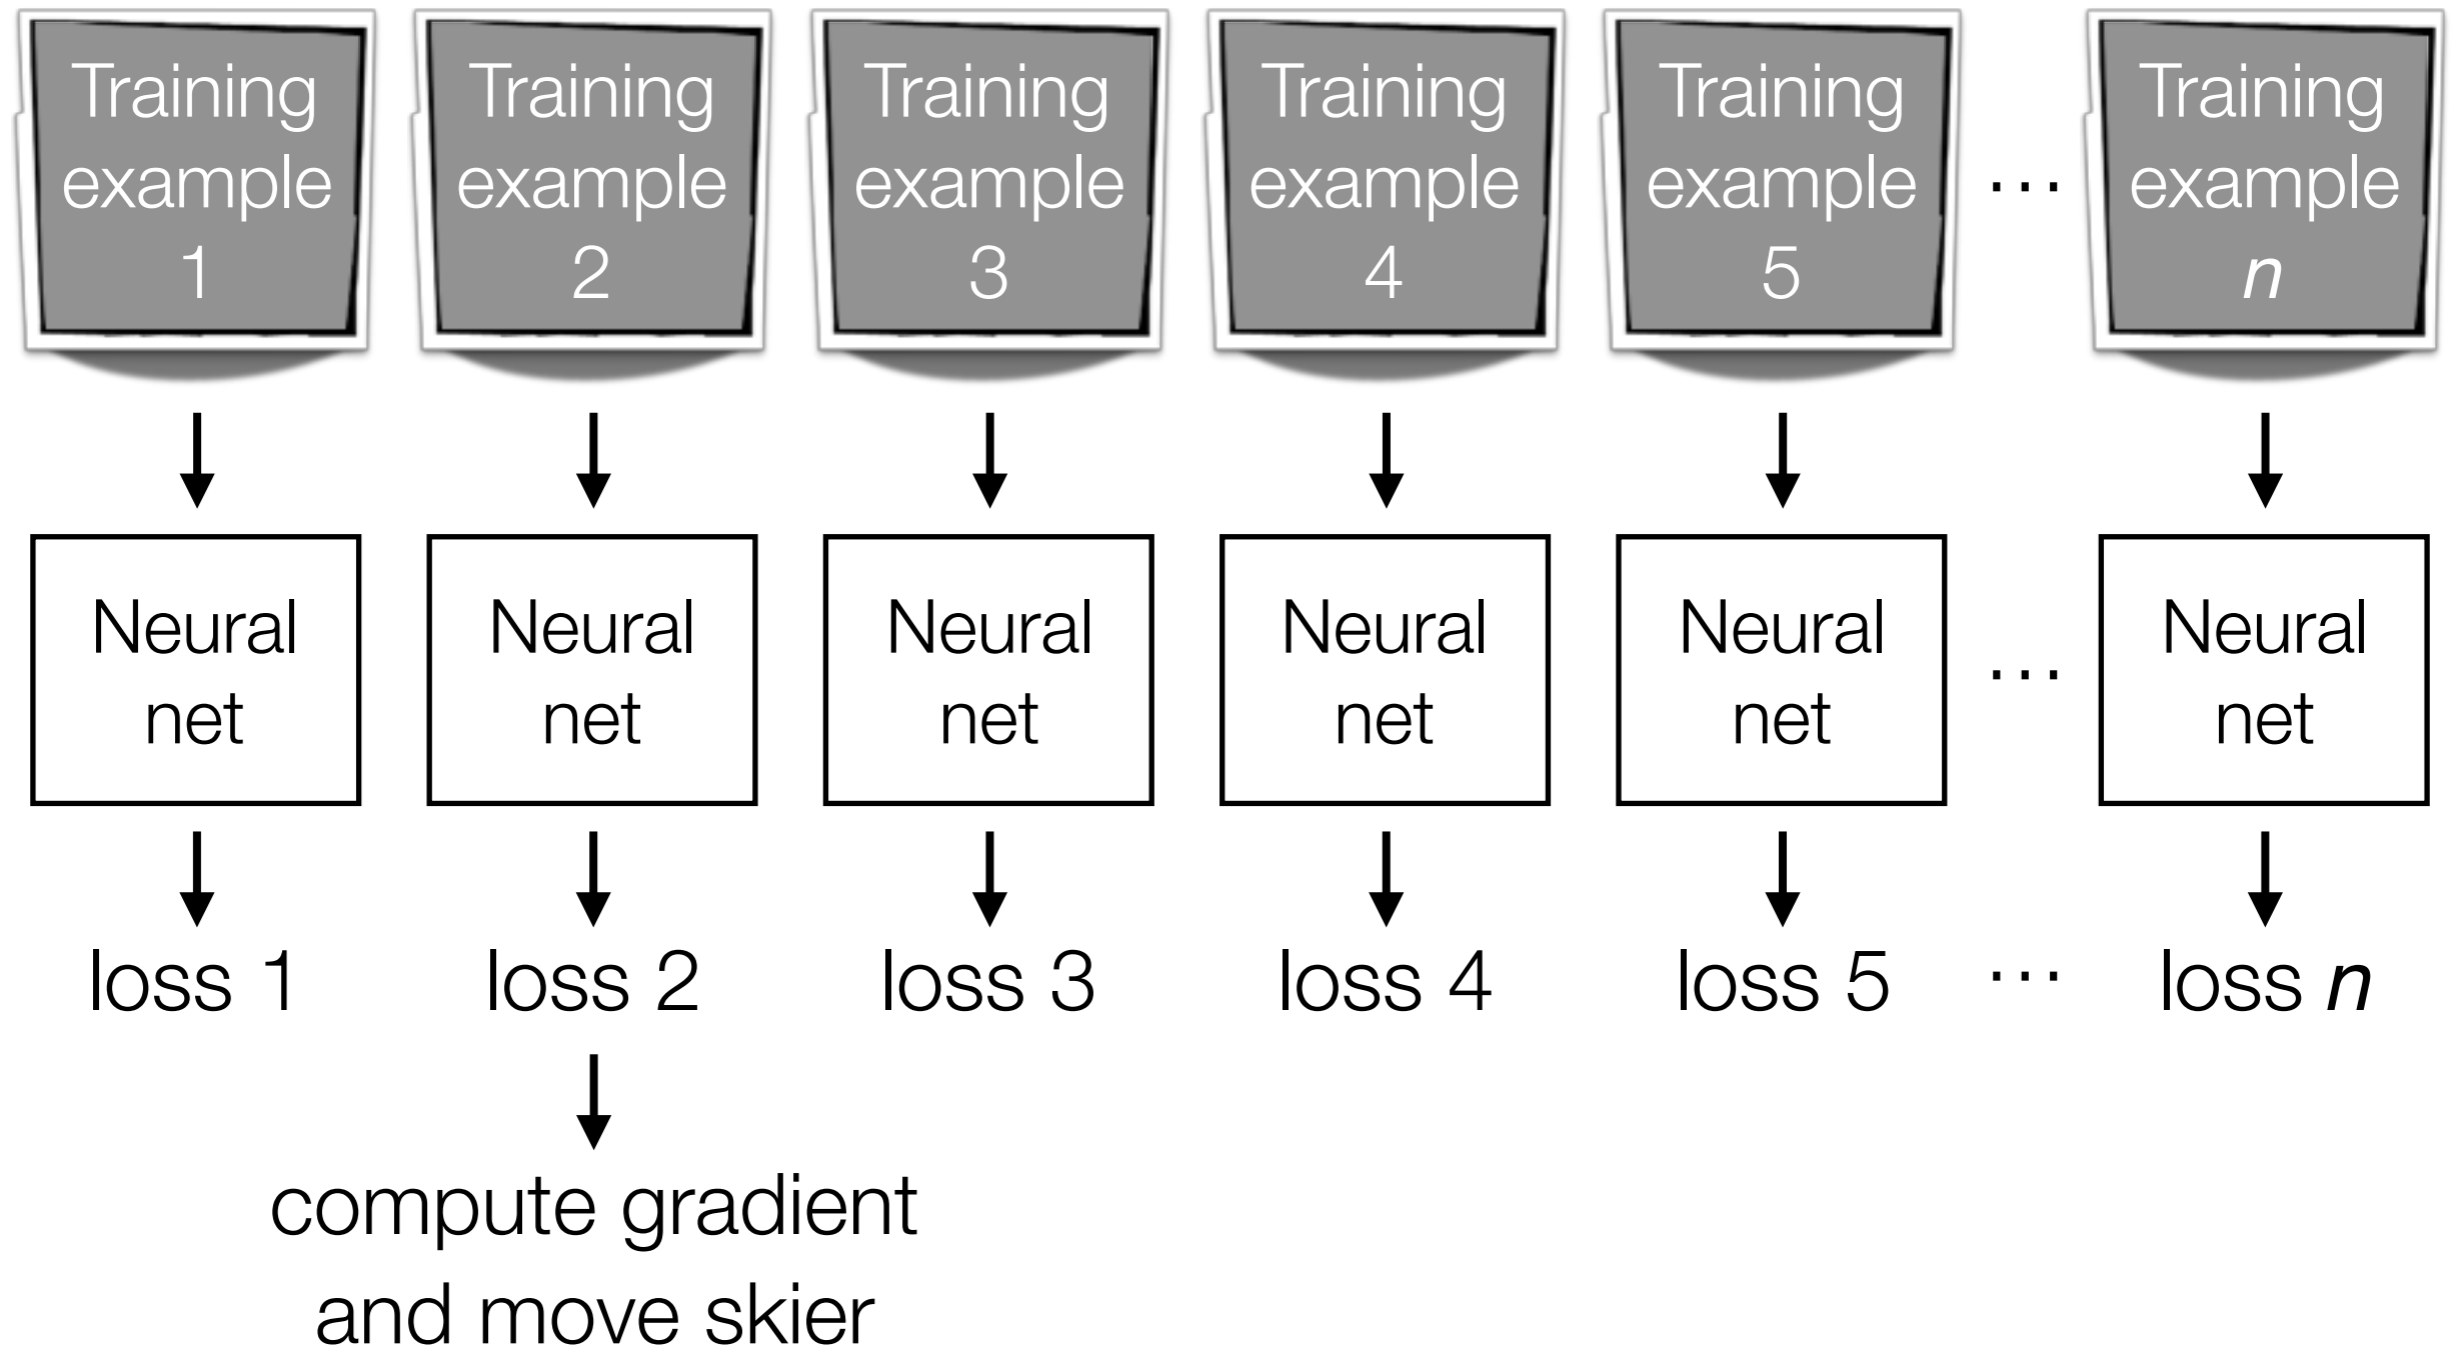 Training
example
1
Training
example
2
Training
example
3
Training
example
4
Training
example
5
...
Training
example
n
Neural
net
Neural
net
Neural
net
Neural
net
Neural
net
...
Neural
net
loss 1
loss 2
loss 3
loss 4
loss 5
...
loss n
compute gradient
and move skier